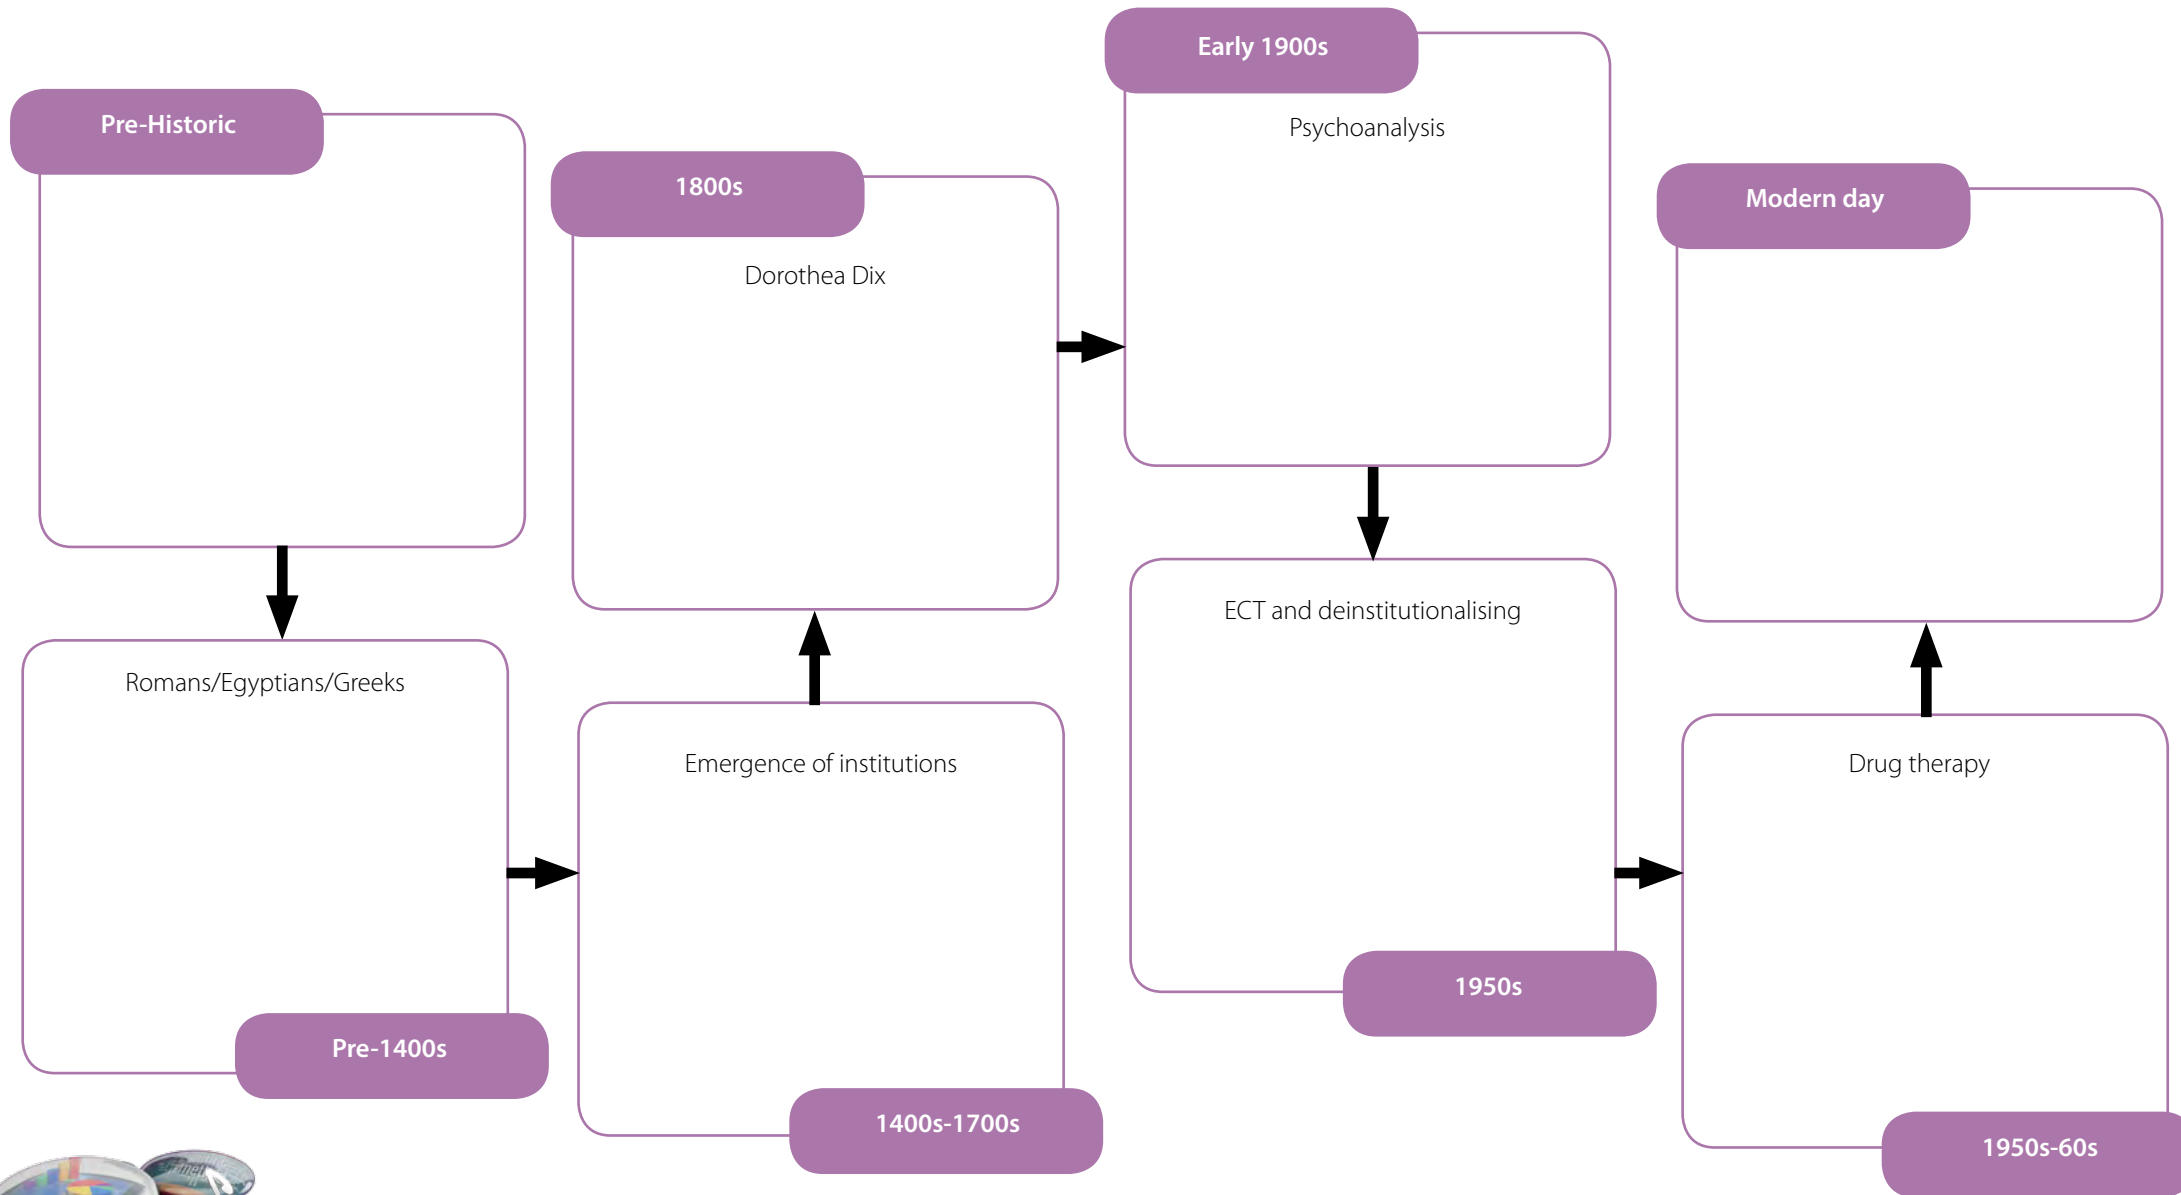 Pre-Historic
Romans/Egyptians/Greeks
Pre-1400s
Emergence of institutions
1400s-1700s
1800s
Dorothea Dix
Early 1900s
Psychoanalysis
ECT and deinstitutionalising
1950s
Drug therapy
1950s-60s
Modern day